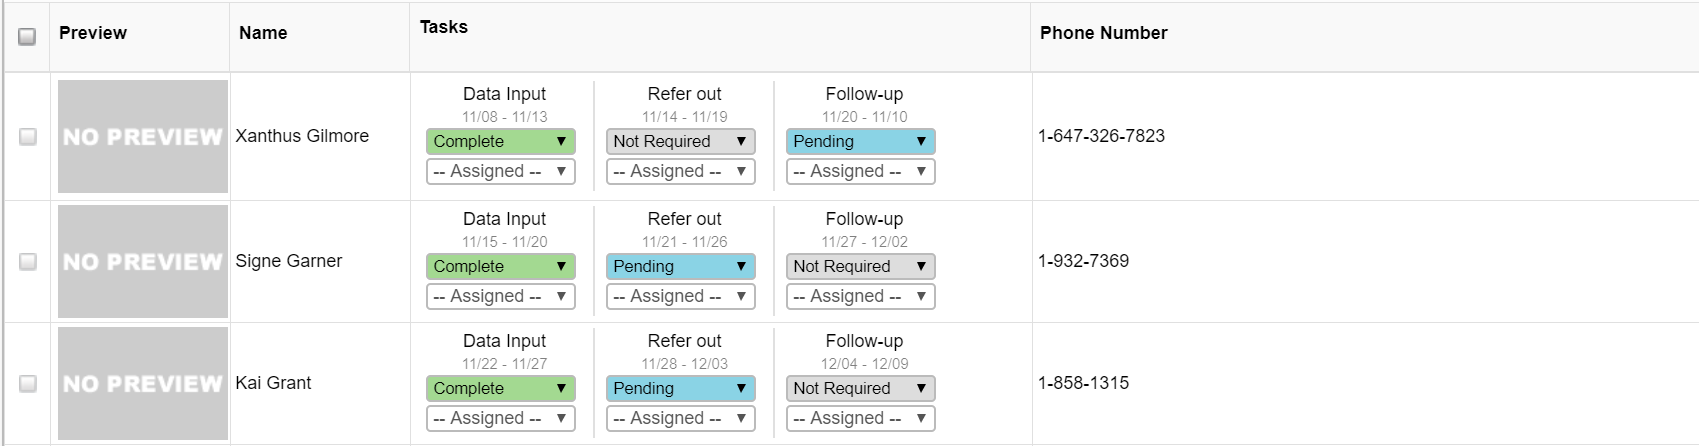 Preview Name Tasks Phone Number
Data Input Refer out Follow-up
11/08 - 11/13 11/14 - 11/19 11/20 - 11/10
NO PREVIEW Xanthus Gilmore Complete Not Required Pending 1-647-326-7823
-- Assigned -- -- Assigned -- -- Assigned --
Data Input Refer out Follow-up
11/15 - 11/20 11/21 - 11/26 11/27 - 12/02
NO PREVIEW Signe Garner Complete Pending Not Required 1-932-7369
-- Assigned -- -- Assigned -- -- Assigned --
Data Input Refer out Follow-up
11/22 - 11/27 11/28 - 12/03 12/04 - 12/09
NO PREVIEW Kai Grant Complete Pending Not Required 1-858-1315
-- Assigned -- -- Assigned -- -- Assigned --